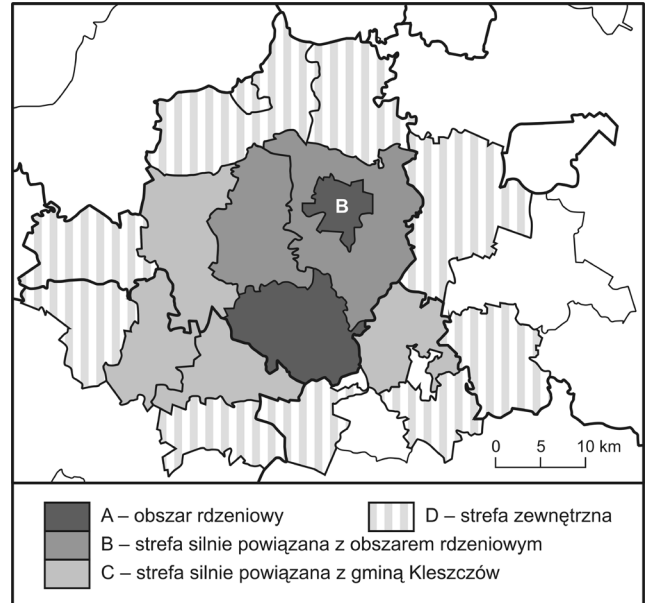 B
0 5 10 km
A – obszar rdzeniowy
D – strefa zewnętrzna
B – strefa silnie powiązana z obszarem rdzeniowym
C – strefa silnie powiązana z gminą Kleszczów